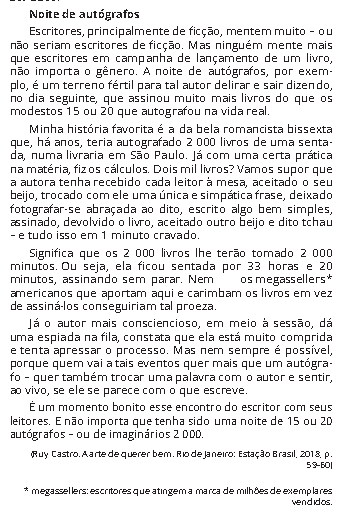 Noite de autógrafos
Escritores, principalmente de ficção, mentem muito – ou
não seriam escritores de ficção. Mas ninguém mente mais
que escritores em campanha de lançamento de um livro,
não importa o gênero. A noite de autógrafos, por exem-
plo, é um terreno fértil para tal autor delirar e sair dizendo,
no dia seguinte, que assinou muito mais livros do que os
modestos 15 ou 20 que autografou na vida real.
Minha história favorita é a da bela romancista bissexta
que, há anos, teria autografado 2 000 livros de uma senta-
da, numa livraria em São Paulo. Já com uma certa prática
na matéria, fiz os cálculos. Dois mil livros? Vamos supor que
a autora tenha recebido cada leitor à mesa, aceitado o seu
beijo, trocado com ele uma única e simpática frase, deixado
fotografar-se abraçada ao dito, escrito algo bem simples,
assinado, devolvido o livro, aceitado outro beijo e dito tchau
– e tudo isso em 1 minuto cravado.
Significa que os 2 000 livros lhe terão tomado 2 000
minutos. Ou seja, ela ficou sentada por 33 horas e 20
minutos, assinando sem parar. Nem os megassellers*
americanos que aportam aqui e carimbam os livros em vez
de assiná-los conseguiriam tal proeza.
Já o autor mais consciencioso, em meio à sessão, dá
uma espiada na fila, constata que ela está muito comprida
e tenta apressar o processo. Mas nem sempre é possível,
porque quem vai a tais eventos quer mais que um autógra-
fo – quer também trocar uma palavra com o autor e sentir,
ao vivo, se ele se parece com o que escreve.
É um momento bonito esse encontro do escritor com seus
leitores. E não importa que tenha sido uma noite de 15 ou 20
autógrafos – ou de imaginários 2 000.
(Ruy Castro. A arte de querer bem. Rio de Janeiro: Estação Brasil, 2018, p.
59-60)
* megassellers: escritores que atingem a marca de milhões de exemplares
vendidos.